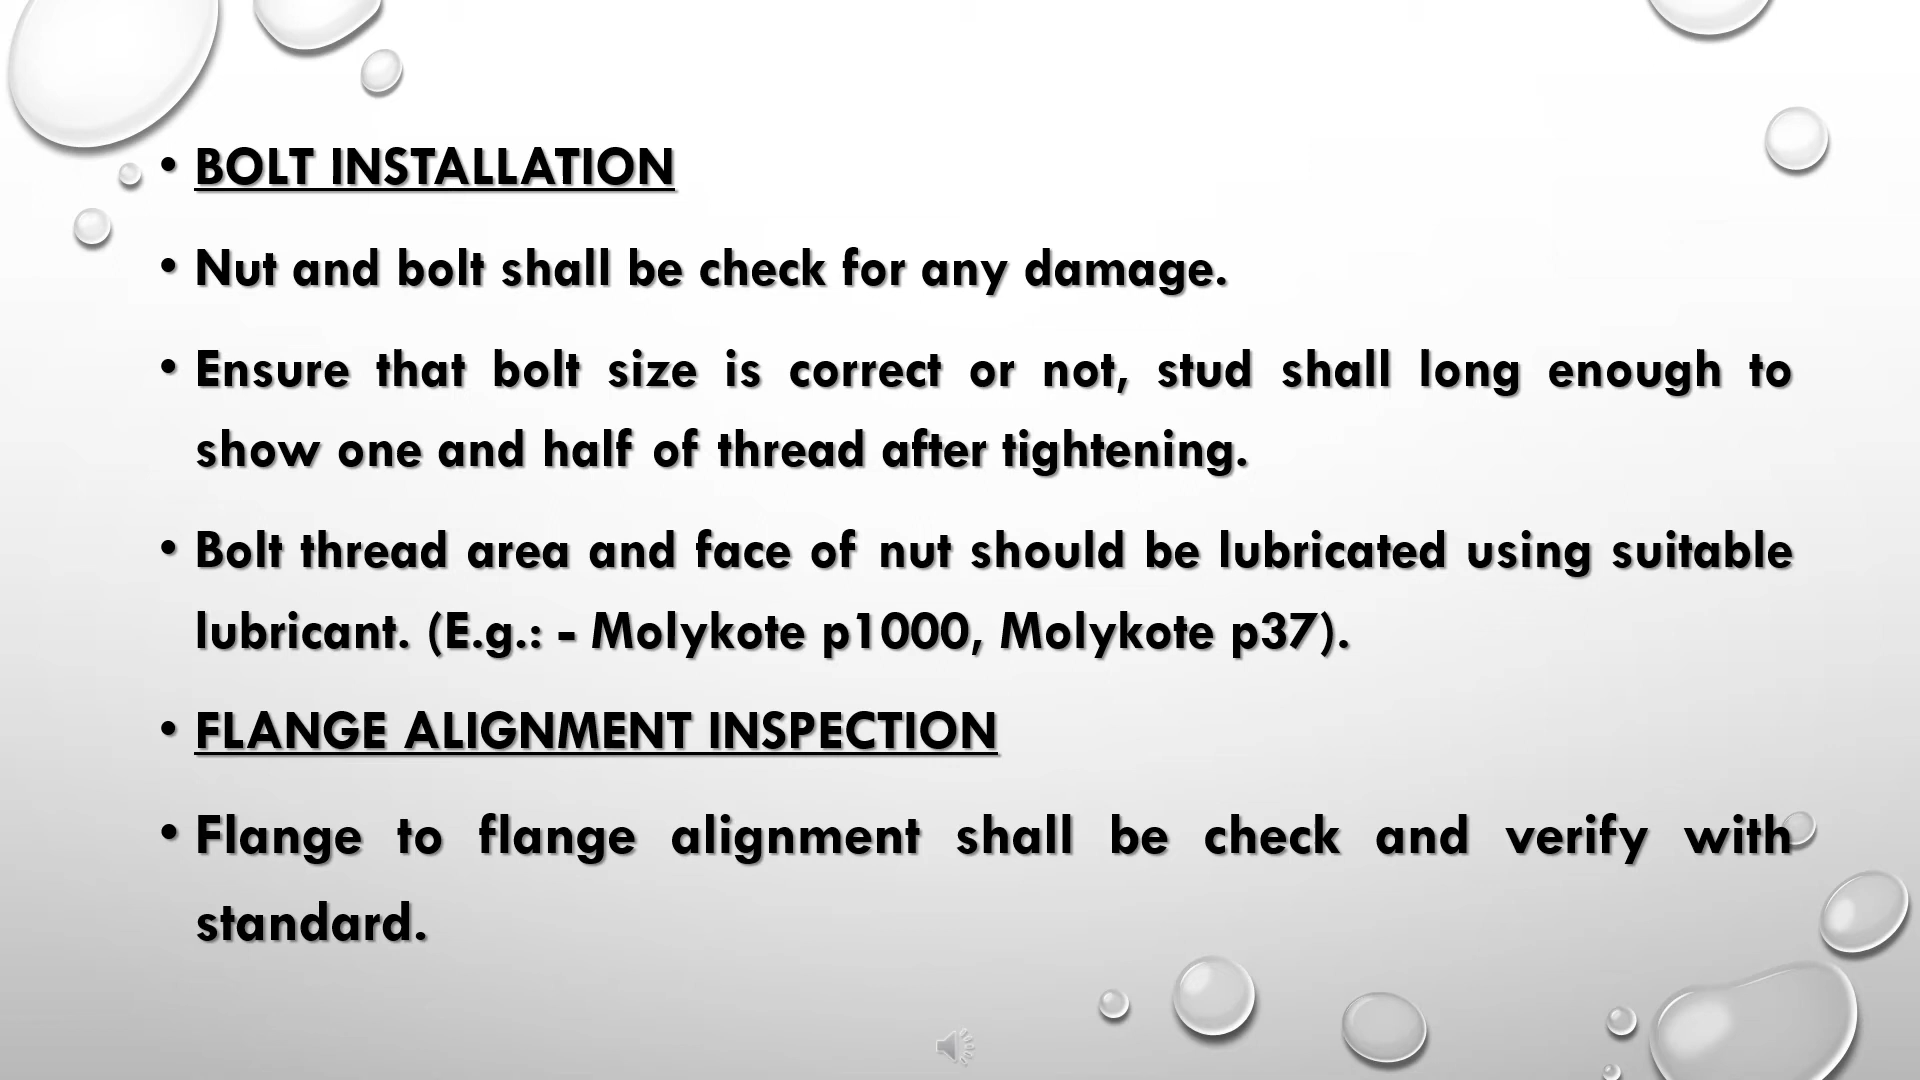 • BOLT INSTALLATION
• Nut and bolt shall be check for any damage.
• Ensure that bolt size is correct or not, stud shall long enough to
show one and half of thread after tightening.
• Bolt thread area and face of nut should be lubricated using suitable
lubricant. (E.g.: - Molykote p1000, Molykote p37).
• FLANGE ALIGNMENT INSPECTION
• Flange to flange alignment shall be check and verify with
standard.